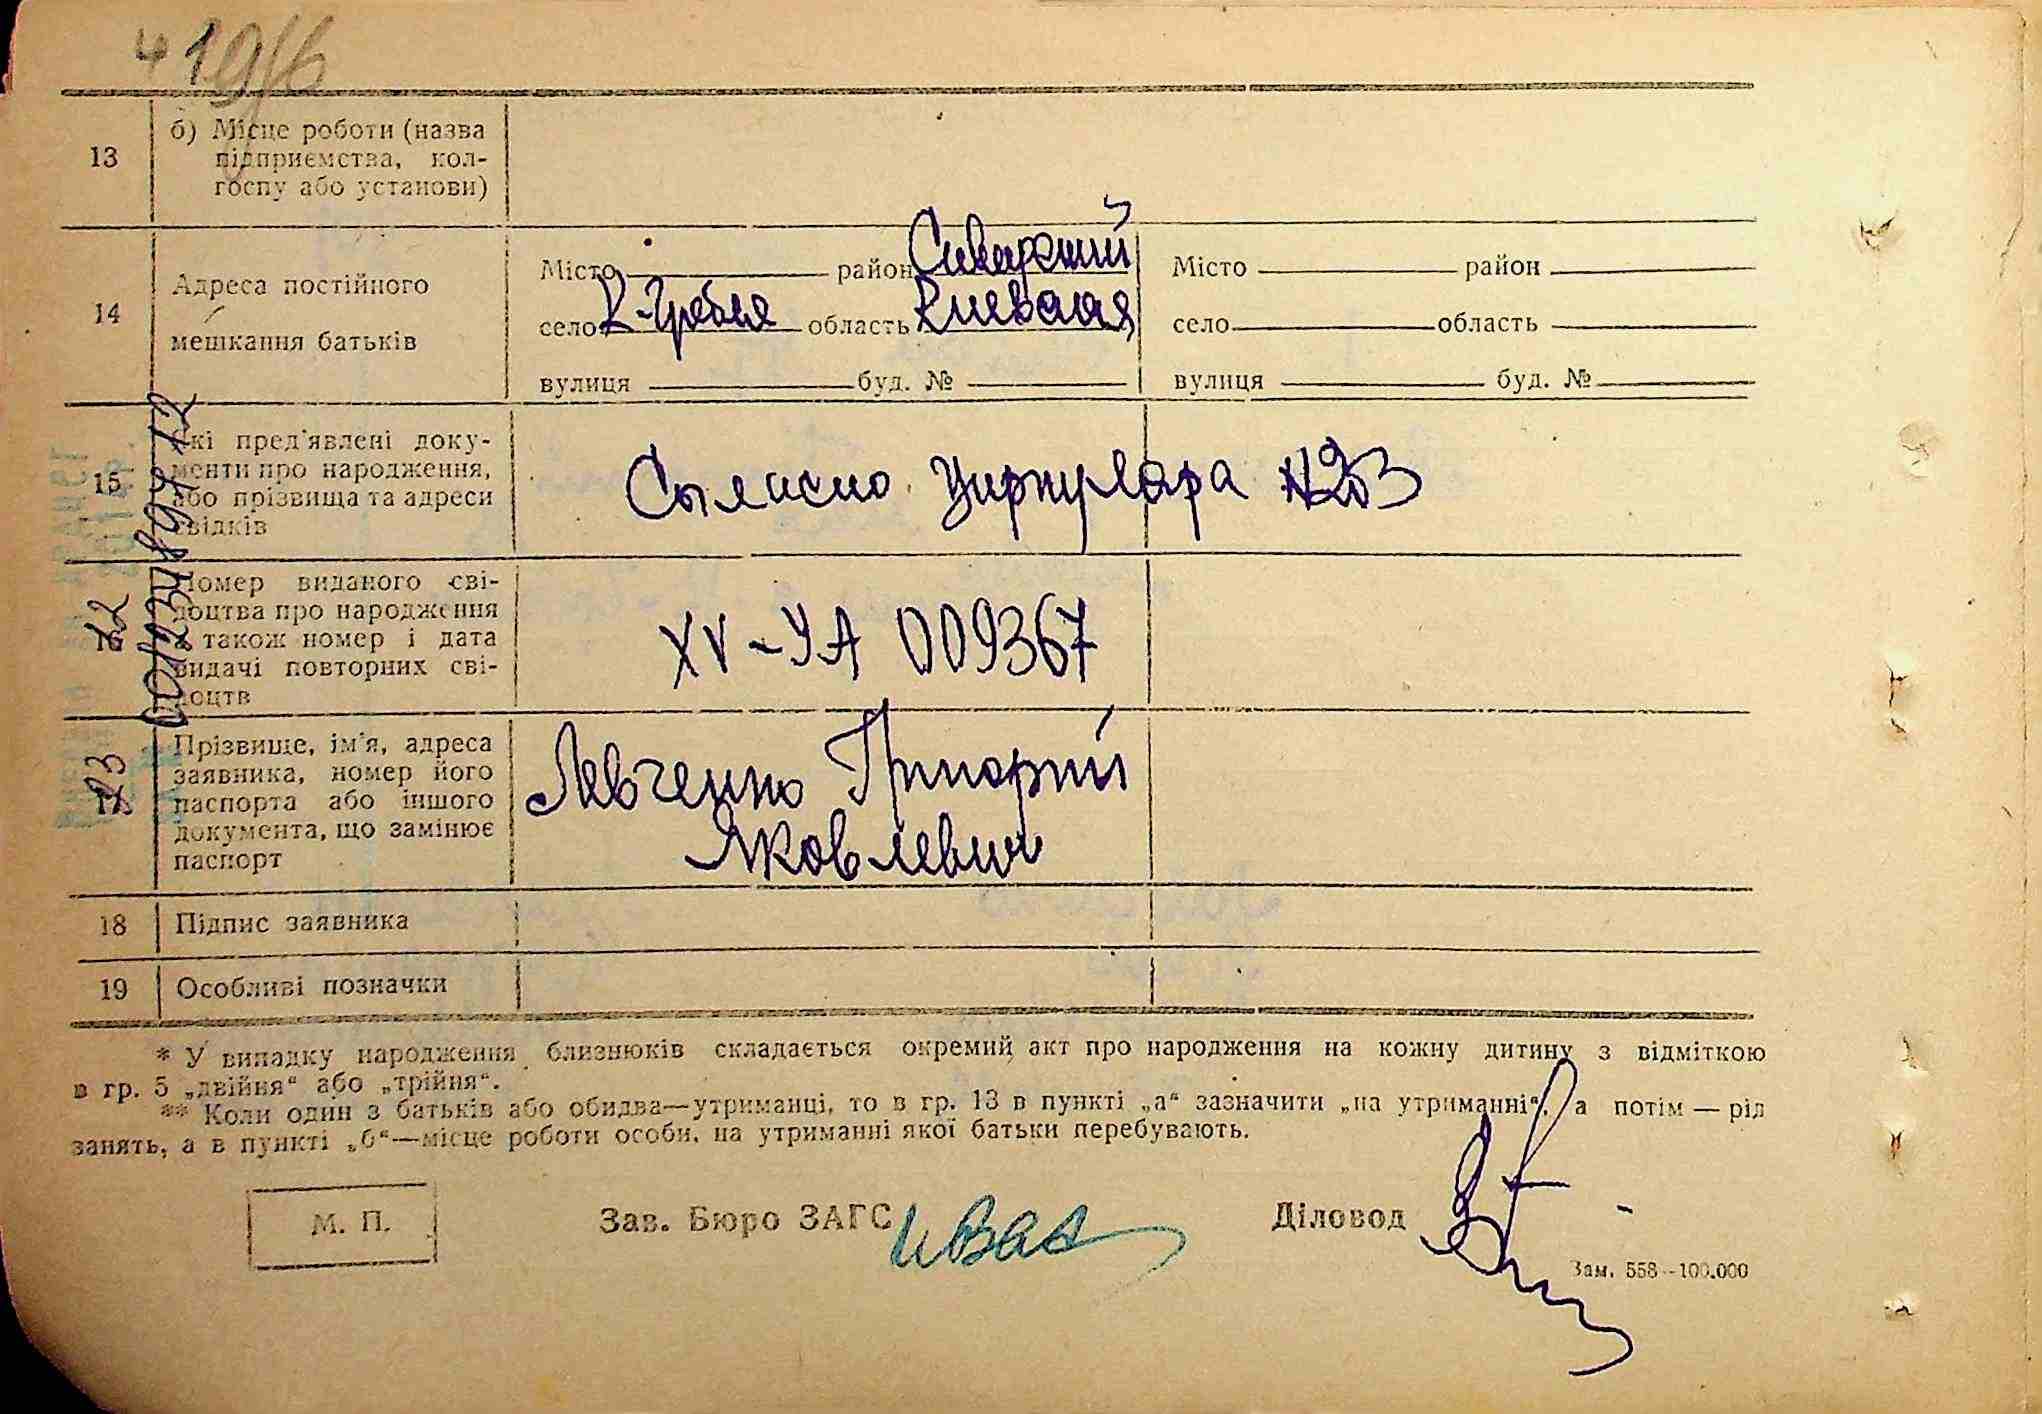 41916
13
б) Місце роботи (назва
підприємства, кол-
госпу або установи)
14
Адреса постійного
мешкання батьків
Місто район Сквирский
село К-Гребля область Киевская
вулиця буд. №
Місто район
село область
вулиця буд. №
15
Які пред'явлені доку-
менти про народження,
або прізвища та адреси
свідків
Сыласно Циркуляра №23
16
Номер виданого сві-
доцтва про народження
а також номер і дата
видачі повторних сві-
доцтв
XV-УА 009367
17
Прізвище, ім'я, адреса
заявника, номер його
паспорта або іншого
документа, що замінює
паспорт
Левченко Григорий
Яковлевич
18
Підпис заявника
19
Особливі позначки
* У випадку народження близнюків складається окремий акт про народження на кожну дитину з відміткою
в гр. 5 „двійня“ або „трійня“.
** Коли один з батьків або обидва—утриманці, то в гр. 13 в пункті „а“ зазначити „на утриманні“, а потім — рід
занять, а в пункті „б“—місце роботи особи, на утриманні якої батьки перебувають.
М. П.
Зав. Бюро ЗАГС
Діловод
Зам. 558--100.000